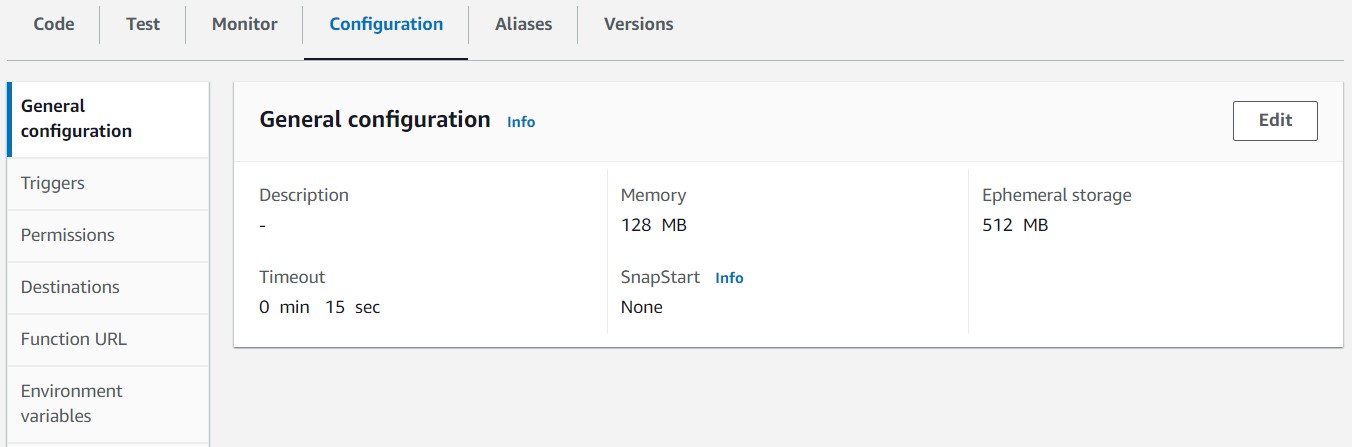 Code Test Monitor Configuration Aliases Versions
General
configuration
Triggers
Permissions
Destinations
Function URL
Environment
variables
General configuration Info Edit
Description Memory Ephemeral storage
- 128 MB 512 MB
Timeout SnapStart Info
0 min 15 sec None